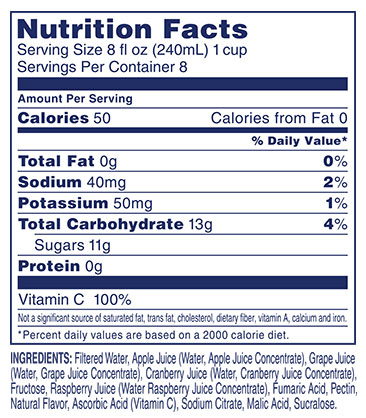 Nutrition Facts
Serving Size 8 fl oz (240mL) 1 cup
Servings Per Container 8
Amount Per Serving
Calories 50 Calories from Fat 0
% Daily Value*
Total Fat 0g 0%
Sodium 40mg 2%
Potassium 50mg 1%
Total Carbohydrate 13g 4%
Sugars 11g
Protein 0g
Vitamin C 100%
Not a significant source of saturated fat, trans fat, cholesterol, dietary fiber, vitamin A, calcium and iron.
*Percent daily values are based on a 2000 calorie diet.
INGREDIENTS: Filtered Water, Apple Juice (Water, Apple Juice Concentrate), Grape Juice
(Water, Grape Juice Concentrate), Cranberry Juice (Water, Cranberry Juice Concentrate),
Fructose, Raspberry Juice (Water Raspberry Juice Concentrate), Fumaric Acid, Pectin,
Natural Flavor, Ascorbic Acid (Vitamin C), Sodium Citrate, Malic Acid, Sucralose.